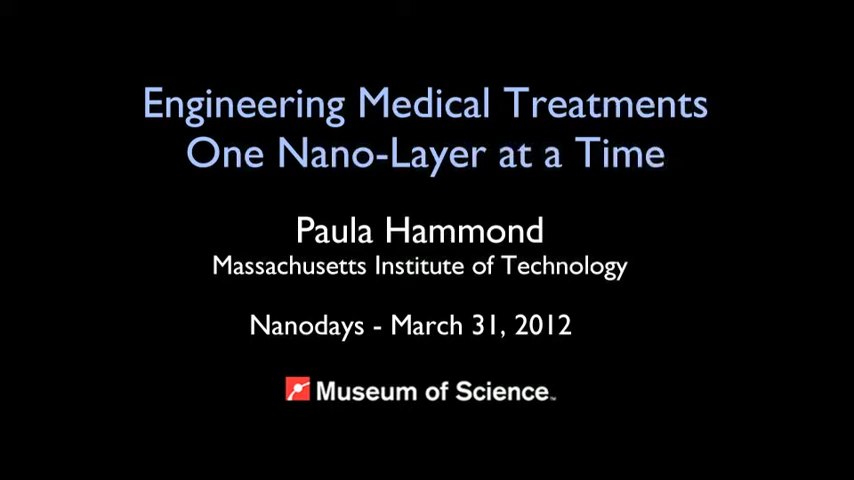 Engineering Medical Treatments
One Nano-Layer at a Time
Paula Hammond
Massachusetts Institute of Technology
Nanodays - March 31, 2012
Museum of Science™